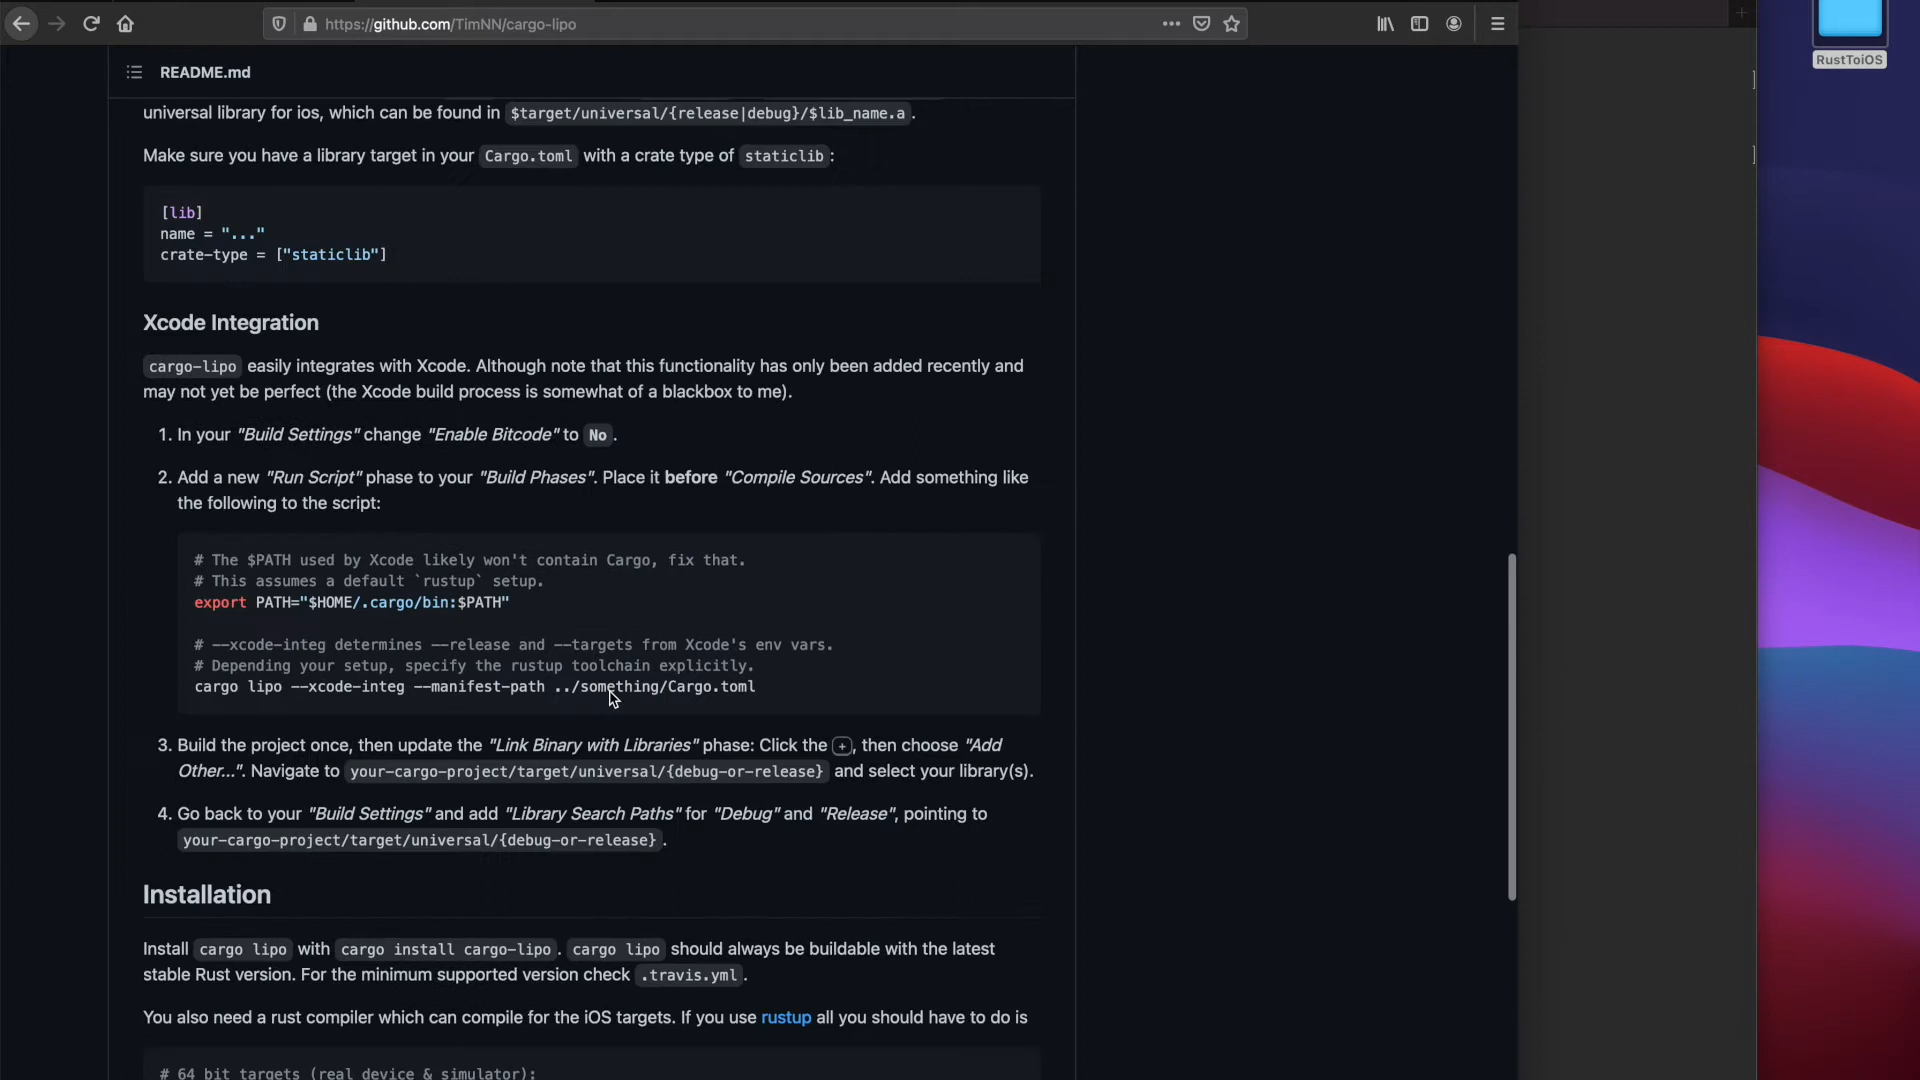 https://github.com/TimNN/cargo-lipo
RustToiOS
README.md
universal library for ios, which can be found in $target/universal/{release|debug}/$lib_name.a.
Make sure you have a library target in your Cargo.toml with a crate type of staticlib:
[lib]
name = "..."
crate-type = ["staticlib"]
Xcode Integration
cargo-lipo easily integrates with Xcode. Although note that this functionality has only been added recently and
may not yet be perfect (the Xcode build process is somewhat of a blackbox to me).
1. In your "Build Settings" change "Enable Bitcode" to No.
2. Add a new "Run Script" phase to your "Build Phases". Place it before "Compile Sources". Add something like
the following to the script:
# The $PATH used by Xcode likely won't contain Cargo, fix that.
# This assumes a default `rustup` setup.
export PATH="$HOME/.cargo/bin:$PATH"
# --xcode-integ determines --release and --targets from Xcode's env vars.
# Depending your setup, specify the rustup toolchain explicitly.
cargo lipo --xcode-integ --manifest-path ../something/Cargo.toml
3. Build the project once, then update the "Link Binary with Libraries" phase: Click the +, then choose "Add
Other...". Navigate to your-cargo-project/target/universal/{debug-or-release} and select your library(s).
4. Go back to your "Build Settings" and add "Library Search Paths" for "Debug" and "Release", pointing to
your-cargo-project/target/universal/{debug-or-release}.
Installation
Install cargo lipo with cargo install cargo-lipo. cargo lipo should always be buildable with the latest
stable Rust version. For the minimum supported version check .travis.yml.
You also need a rust compiler which can compile for the iOS targets. If you use rustup all you should have to do is
# 64 bit targets (real device & simulator):